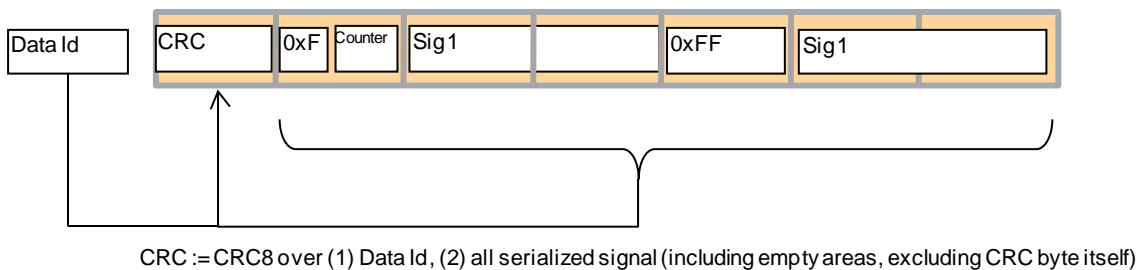 Data Id
CRC
0xF
Counter
Sig1
0xFF
Sig1
CRC := CRC8 over (1) Data Id, (2) all serialized signal (including empty areas, excluding CRC byte itself)